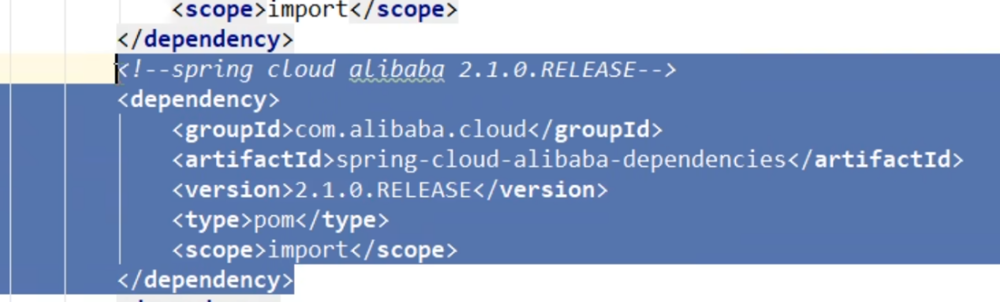 <scope>import</scope>
</dependency>
<!--spring cloud alibaba 2.1.0.RELEASE-->
<dependency>
<groupId>com.alibaba.cloud</groupId>
<artifactId>spring-cloud-alibaba-dependencies</artifactId>
<version>2.1.0.RELEASE</version>
<type>pom</type>
<scope>import</scope>
</dependency>